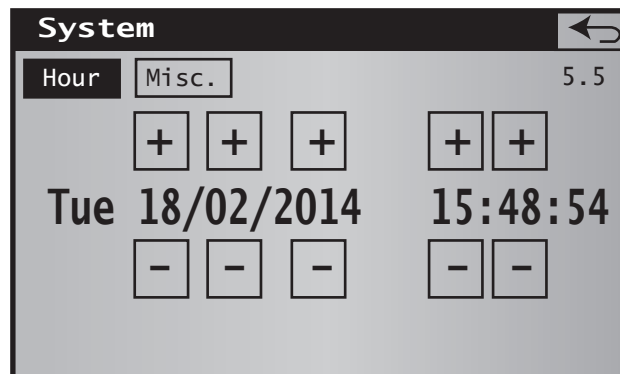 System
Hour Misc. 5.5
+ + + + +
Tue 18/02/2014 15:48:54
- - - - -